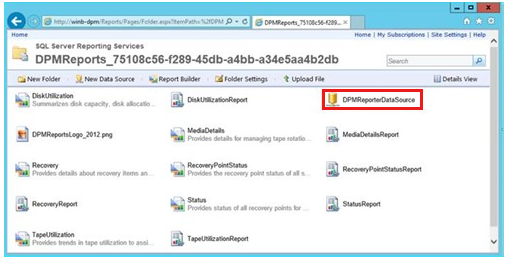 http://winb-dpm/Reports/Pages/Folder.aspx?ItemPath=%2fDPM
DPMReports_75108c56-f289...
Home
Home | My Subscriptions | Site Settings | Help
SQL Server Reporting Services
DPMReports_75108c56-f289-45db-a4bb-a34e5aa4b2db
Search
New Folder
New Data Source
Report Builder
Folder Settings
Upload File
Details View
DiskUtilization
Summarizes disk capacity, disk allocatio...
DiskUtilizationReport
DPMReporterDataSource
DPMReportsLogo_2012.png
MediaDetails
Provides details for managing tape rotatio...
MediaDetailsReport
Recovery
Provides details about recovery items an...
RecoveryPointStatus
Provides the recovery point status of all s...
RecoveryPointStatusReport
RecoveryReport
Status
Provides status of all recovery points for ...
StatusReport
TapeUtilization
Provides trends in tape utilization to assi...
TapeUtilizationReport